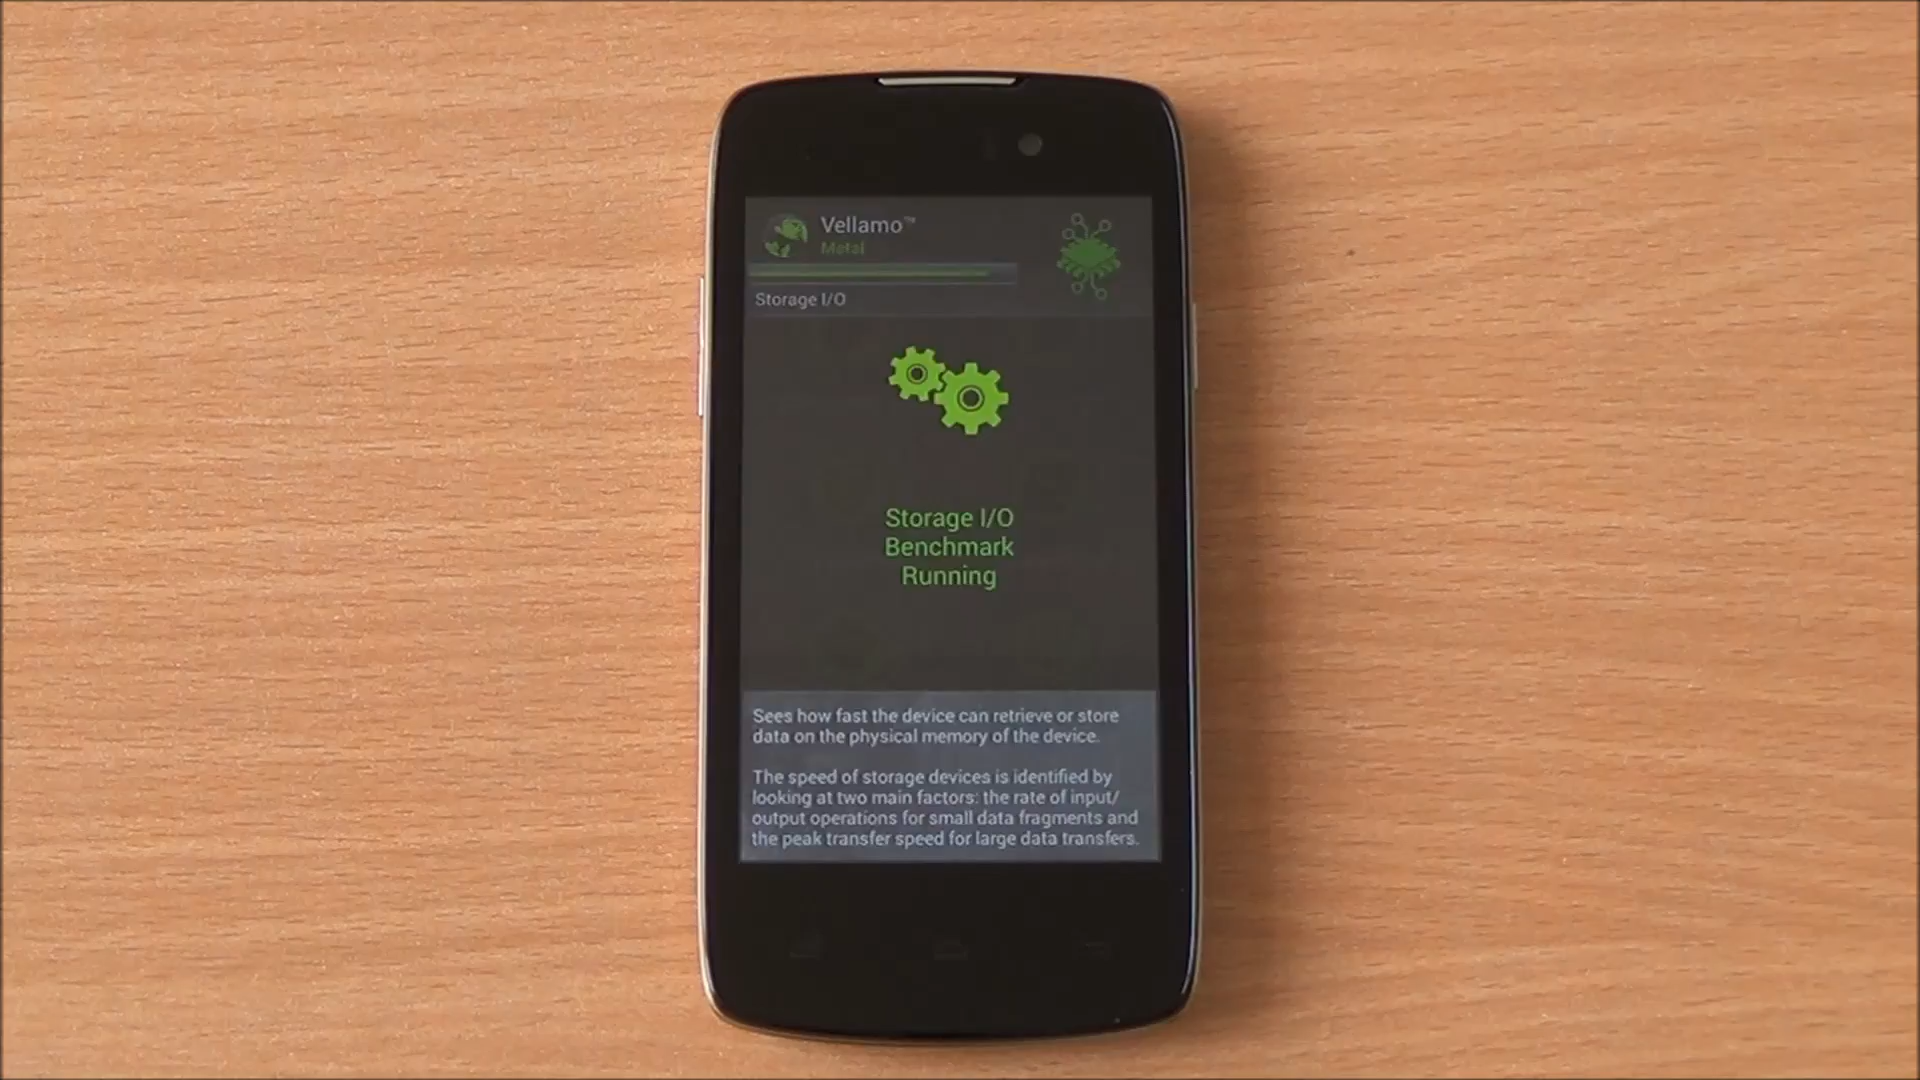 Vellamo™
Metal
Storage I/O
Storage I/O
Benchmark
Running
Sees how fast the device can retrieve or store
data on the physical memory of the device.
The speed of storage devices is identified by
looking at two main factors: the rate of input/
output operations for small data fragments and
the peak transfer speed for large data transfers.